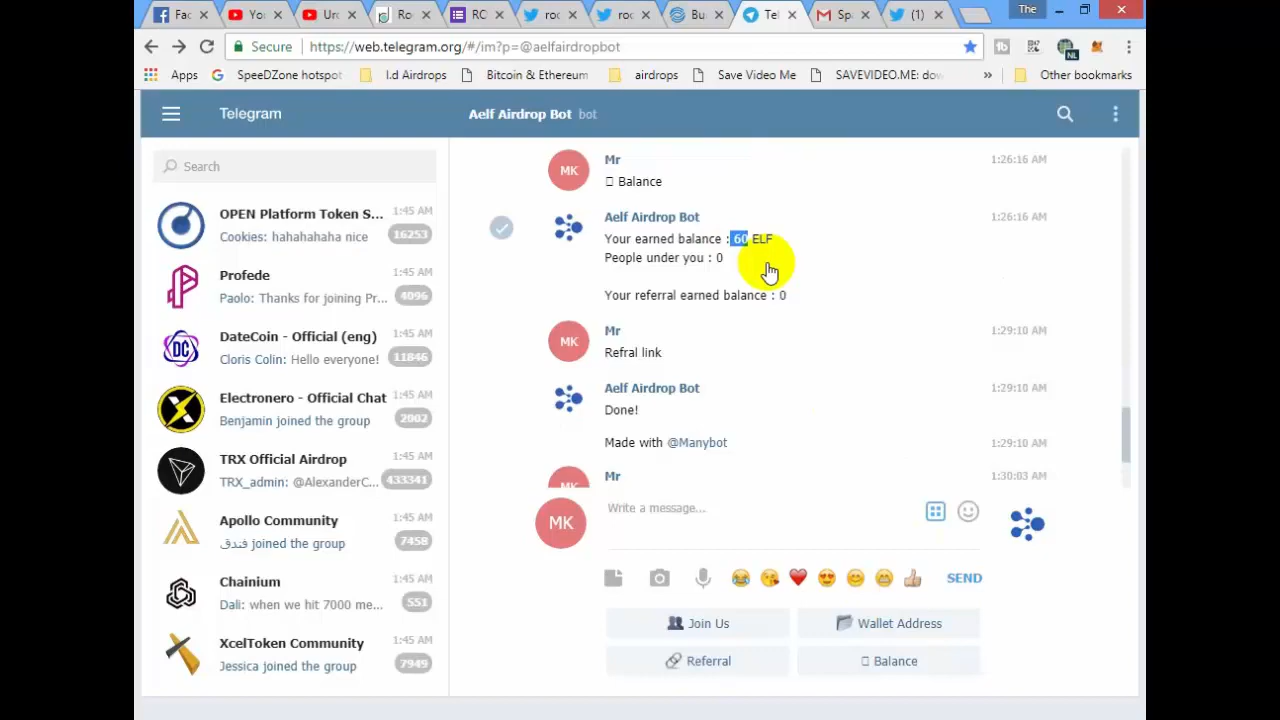 Fac
You
Urd
Ro
RC
roc
roc
Bu
Tel
Sp
(1)
The
Secure
https://web.telegram.org/#/im?p=@aelfairdropbot
NL
Apps
SpeeDZone hotspot
I.d Airdrops
Bitcoin & Ethereum
airdrops
Save Video Me
SAVEVIDEO.ME: dow
»
Other bookmarks
Telegram
Aelf Airdrop Bot bot
Search
OPEN Platform Token S... 1:45 AM
Cookies: hahahahaha nice 16253
Profede 1:45 AM
Paolo: Thanks for joining Pr... 4096
DateCoin - Official (eng) 1:45 AM
Cloris Colin: Hello everyone! 11846
Electronero - Official Chat 1:45 AM
Benjamin joined the group 2002
TRX Official Airdrop 1:45 AM
TRX_admin: @AlexanderC... 433341
Apollo Community 1:45 AM
فندق joined the group 7458
Chainium 1:45 AM
Dali: when we hit 7000 me... 551
XcelToken Community 1:45 AM
Jessica joined the group 7949
MK
Mr 1:26:16 AM
Balance
Aelf Airdrop Bot 1:26:16 AM
Your earned balance : 60 ELF
People under you : 0
Your referral earned balance : 0
MK
Mr 1:29:10 AM
Refral link
Aelf Airdrop Bot 1:29:10 AM
Done!
Made with @Manybot 1:29:10 AM
MK
Mr 1:30:03 AM
MK
Write a message...
SEND
Join Us
Wallet Address
Referral
Balance